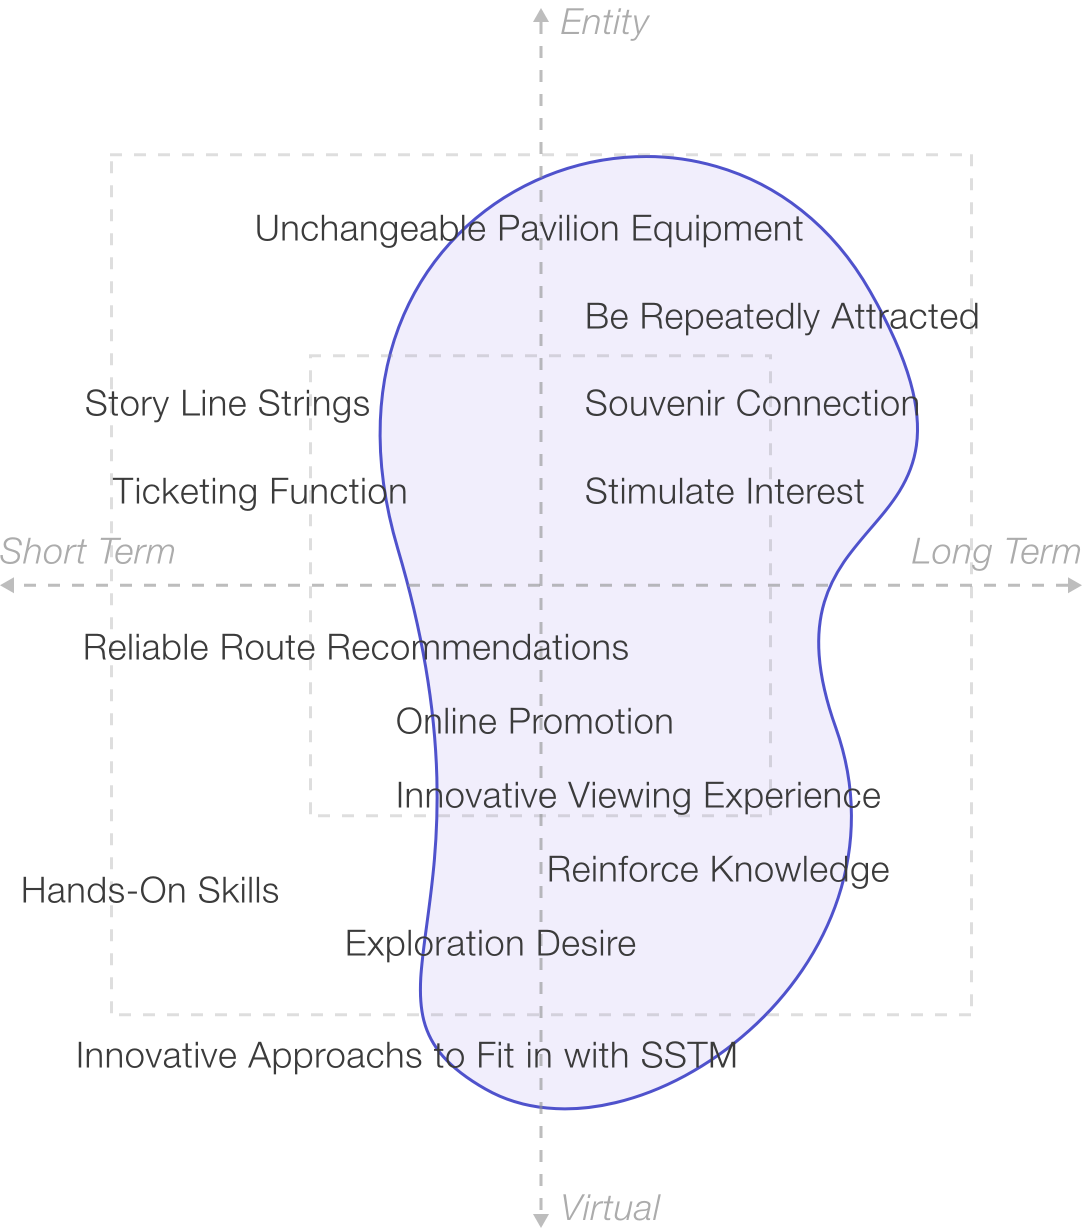 Entity
Unchangeable Pavilion Equipment
Be Repeatedly Attracted
Story Line Strings
Souvenir Connection
Ticketing Function
Stimulate Interest
Short Term
Long Term
Reliable Route Recommendations
Online Promotion
Innovative Viewing Experience
Reinforce Knowledge
Hands-On Skills
Exploration Desire
Innovative Approachs to Fit in with SSTM
Virtual